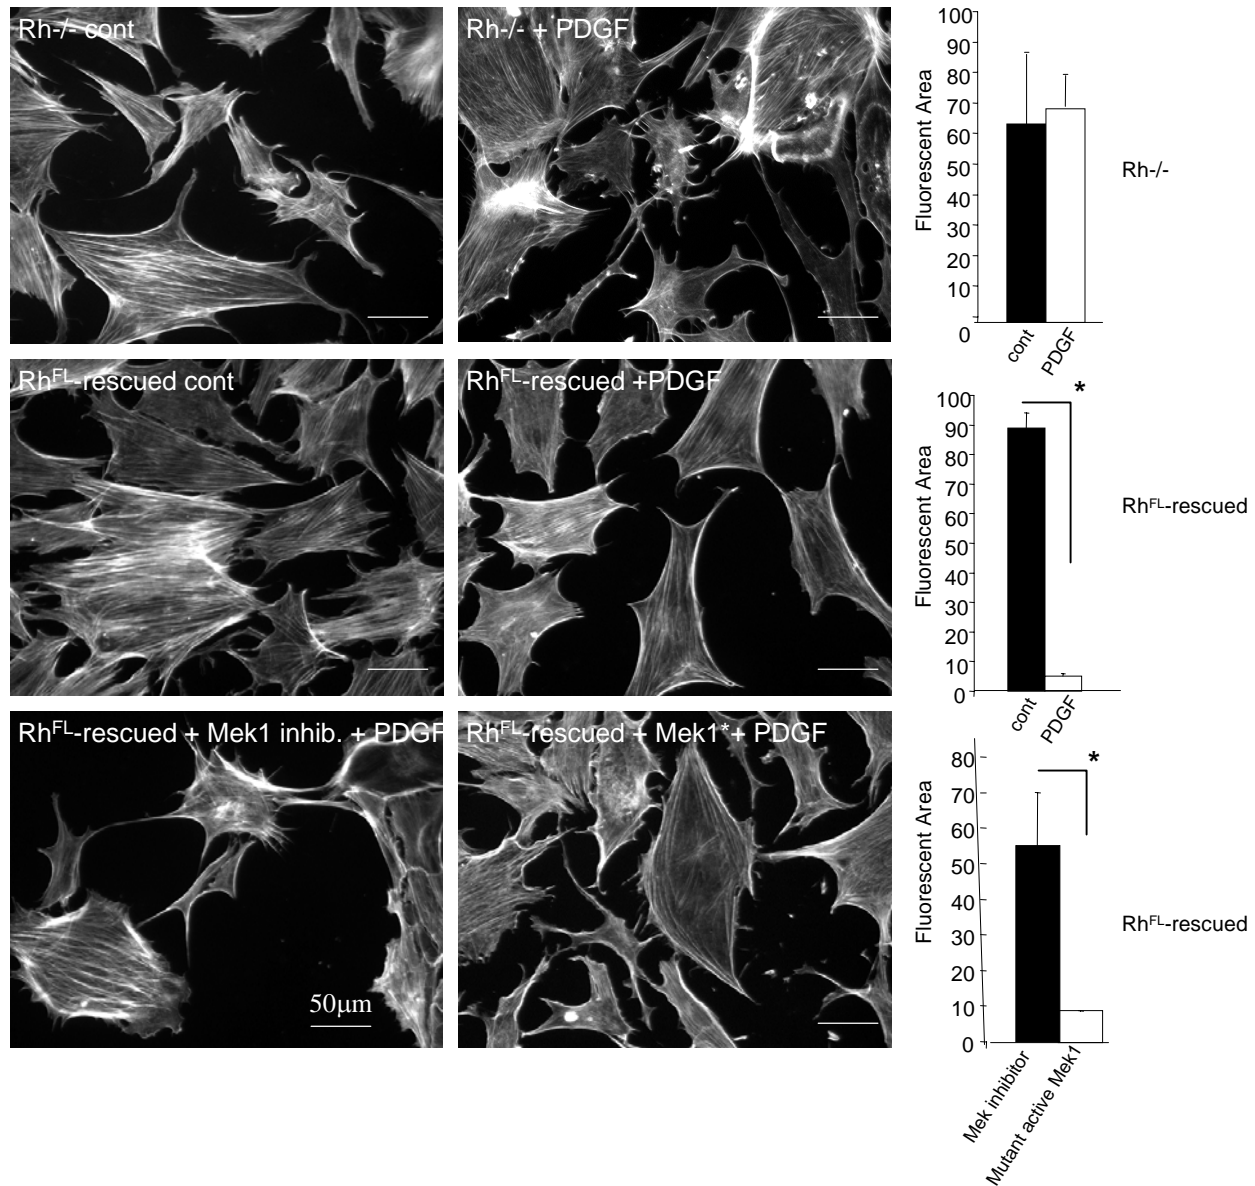 Rh-/- cont
Rh-/- + PDGF
100
90
80
70
60
50
40
30
20
10
0
Fluorescent Area
cont
PDGF
Rh-/-
RhFL-rescued cont
RhFL-rescued +PDGF
100
90
80
70
60
50
40
30
20
10
0
Fluorescent Area
*
cont
PDGF
RhFL-rescued
RhFL-rescued + Mek1 inhib. + PDGF
50µm
RhFL-rescued + Mek1*+ PDGF
80
70
60
50
40
30
20
10
0
Fluorescent Area
*
Mek inhibitor
Mutant active Mek1
RhFL-rescued